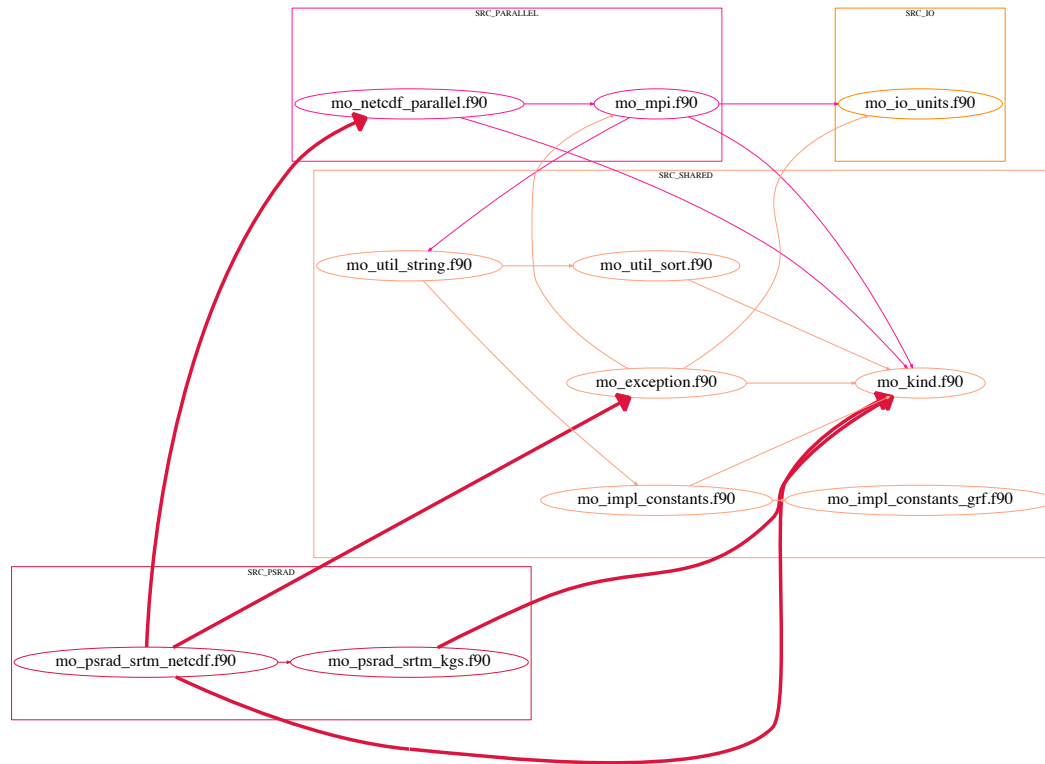 SRC_PARALLEL
SRC_IO
mo_netcdf_parallel.f90
mo_mpi.f90
mo_io_units.f90
SRC_SHARED
mo_util_string.f90
mo_util_sort.f90
mo_exception.f90
mo_kind.f90
mo_impl_constants.f90
mo_impl_constants_grf.f90
SRC_PSRAD
mo_psrad_srtm_netcdf.f90
mo_psrad_srtm_kgs.f90